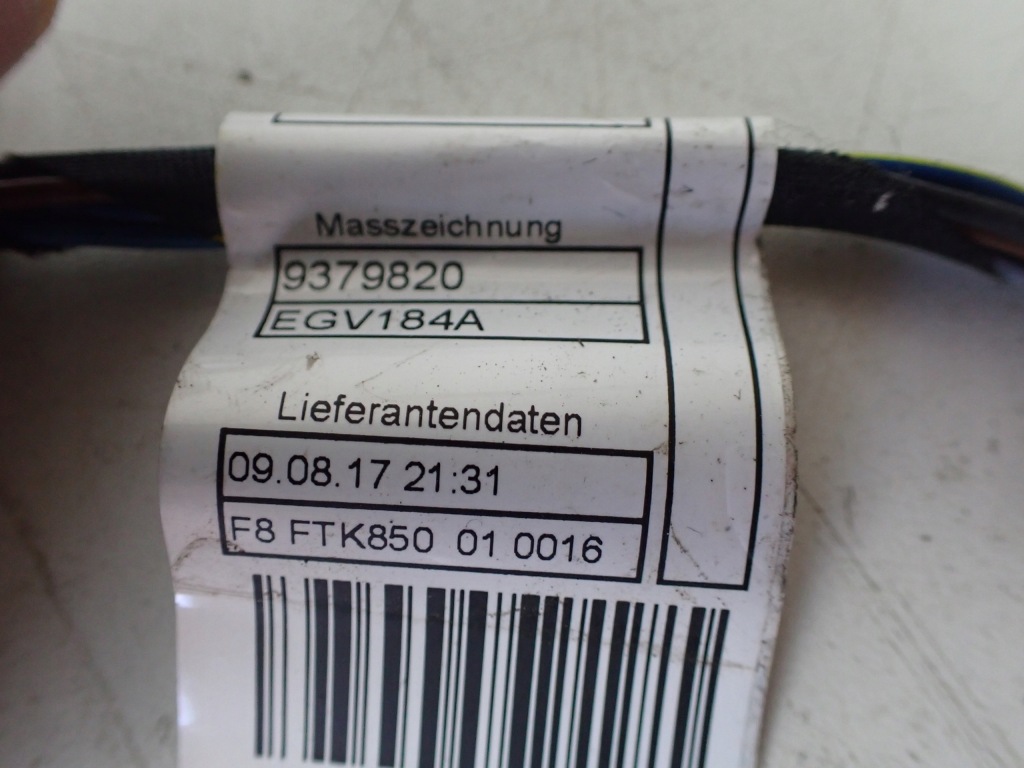 Masszeichnung
9379820
EGV184A
Lieferantendaten
09.08.17 21:31
F8 FTK850 01 0016